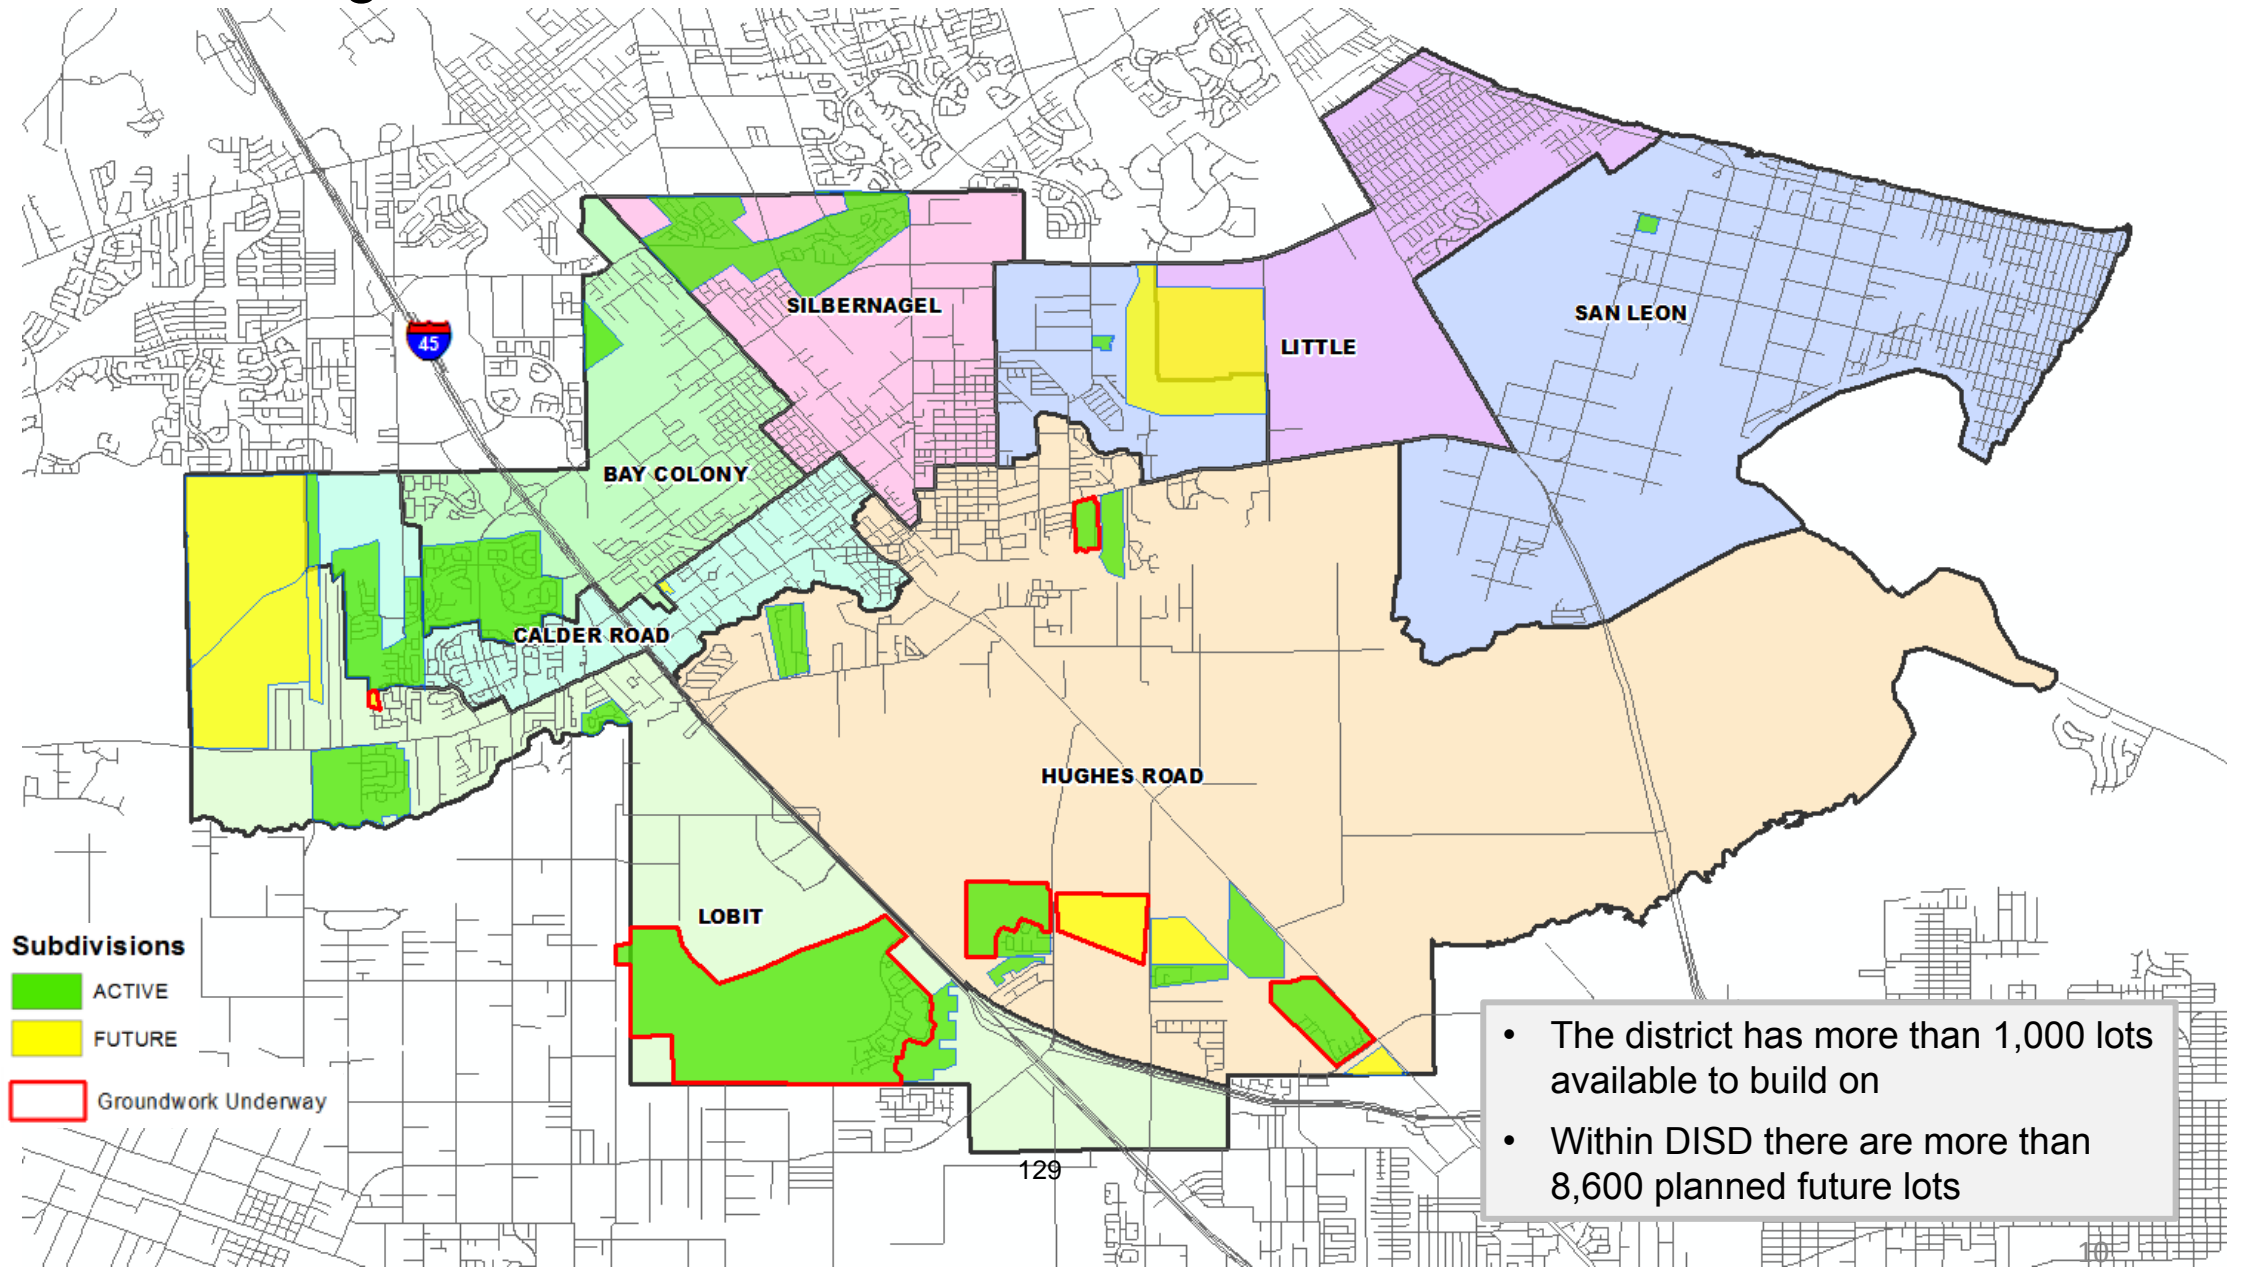 45
SILBERNAGEL
SAN LEON
LITTLE
BAY COLONY
CALDER ROAD
HUGHES ROAD
LOBIT
Subdivisions
ACTIVE
FUTURE
Groundwork Underway
• The district has more than 1,000 lots
available to build on
• Within DISD there are more than
8,600 planned future lots
129
10